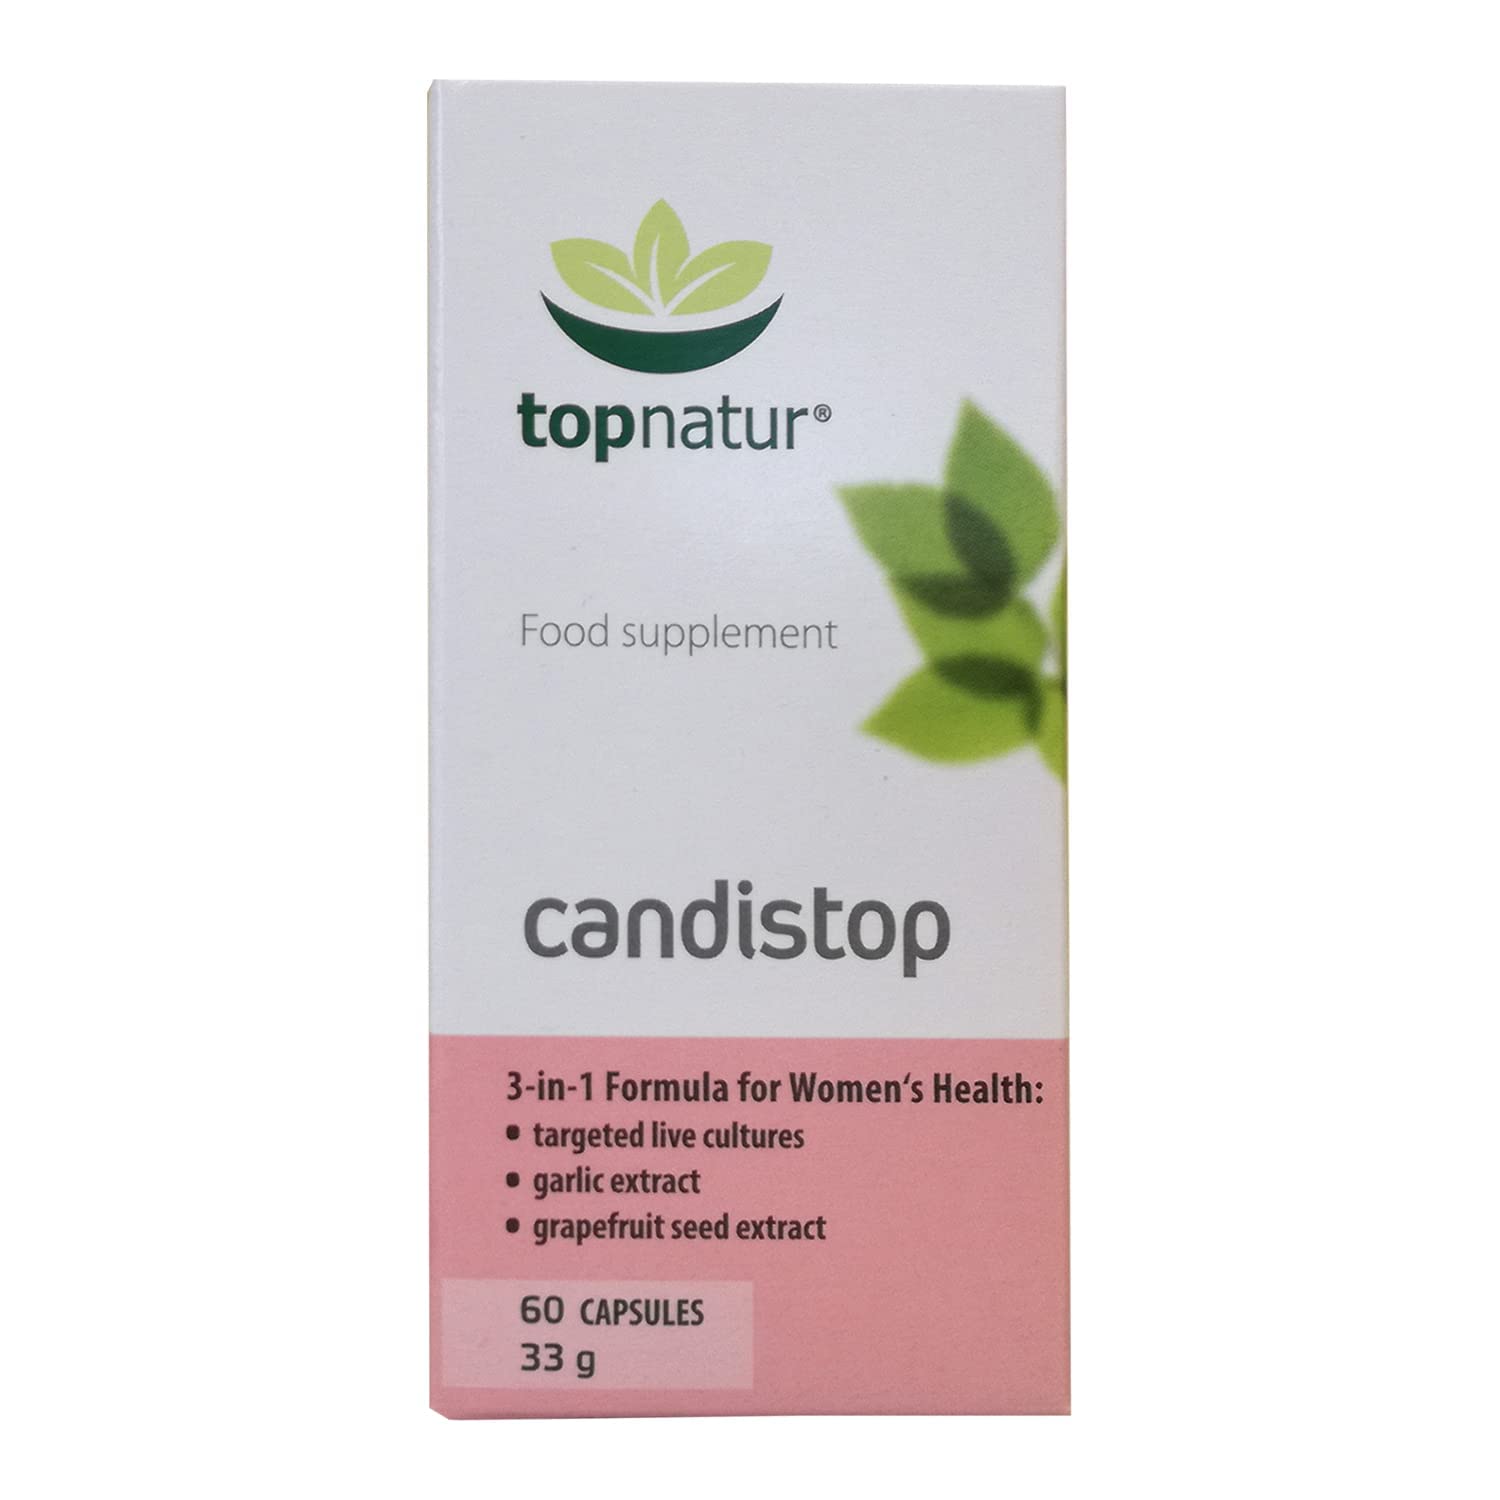 topnatur®
Food supplement
candistop
3-in-1 Formula for Women‘s Health:
• targeted live cultures
• garlic extract
• grapefruit seed extract
60 CAPSULES
33 g